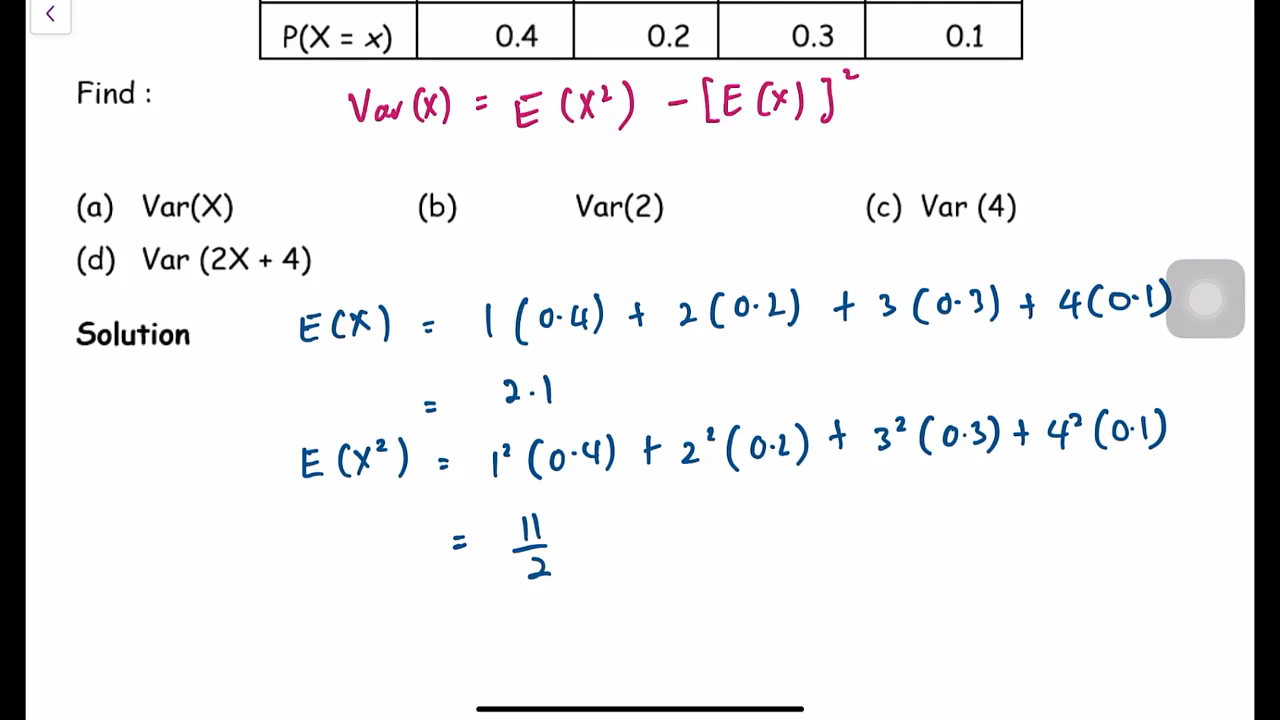 P(X = x) 0.4 0.2 0.3 0.1
Find :
Var(X) = E(X²) - [E(X)]²
(a) Var(X) (b) Var(2) (c) Var (4)
(d) Var (2X + 4)
E(X) = 1(0.4) + 2(0.2) + 3(0.3) + 4(0.1)
Solution
= 2.1
E(X²) = 1²(0.4) + 2²(0.2) + 3²(0.3) + 4²(0.1)
= 11/2